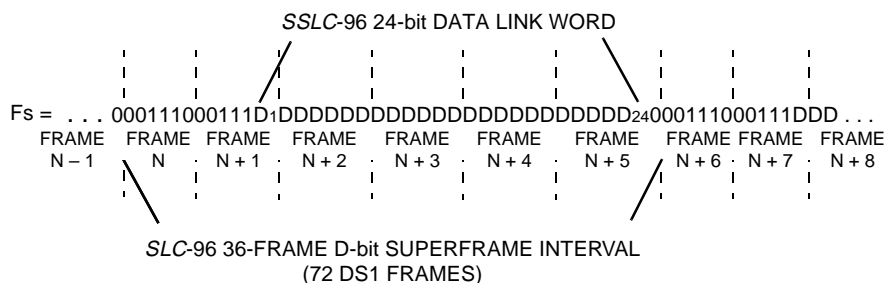 SSLC-96 24-bit DATA LINK WORD
Fs = . . . 000111000111D1DDDDDDDDDDDDDDDDDDDDDDD24000111000111DDD . . .
FRAME FRAME FRAME FRAME FRAME FRAME FRAME FRAME FRAME FRAME
N – 1 N N + 1 N + 2 N + 3 N + 4 N + 5 N + 6 N + 7 N + 8
SLC-96 36-FRAME D-bit SUPERFRAME INTERVAL
(72 DS1 FRAMES)